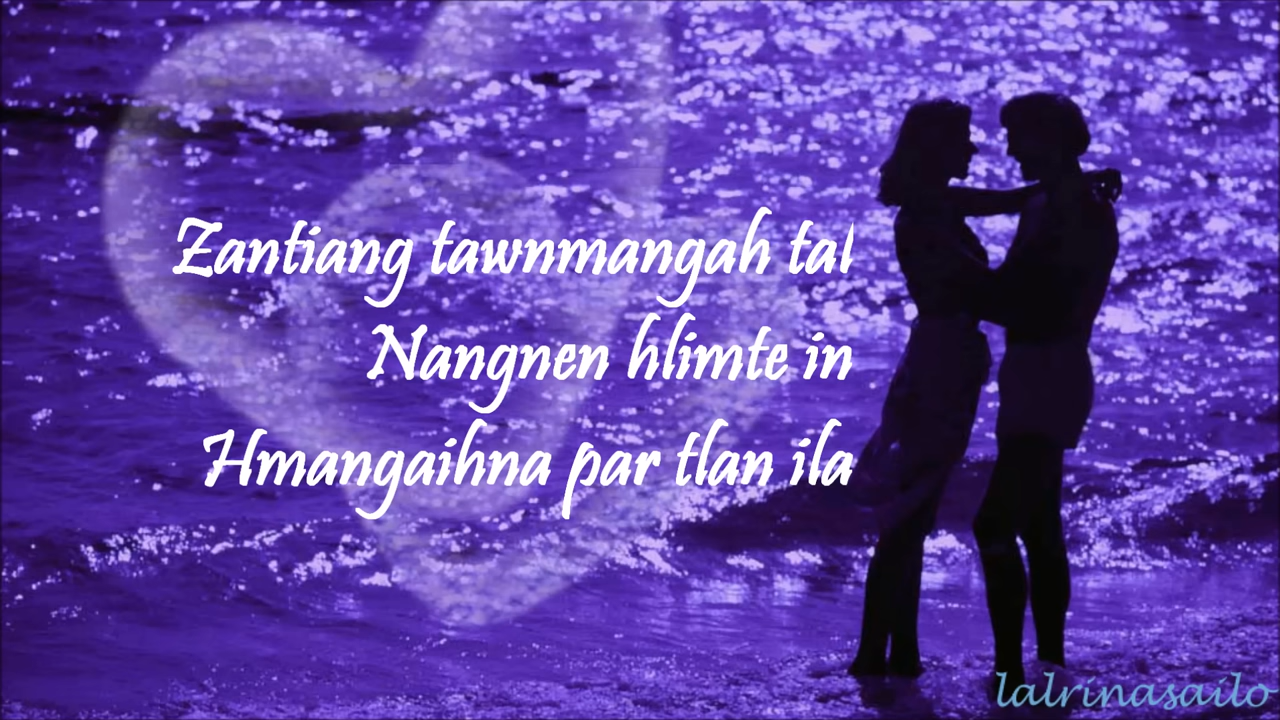 Zantiang tawnmangah tal
Nangnen hlimte in
Hmangaihna par tlan ila
lalrinasailo